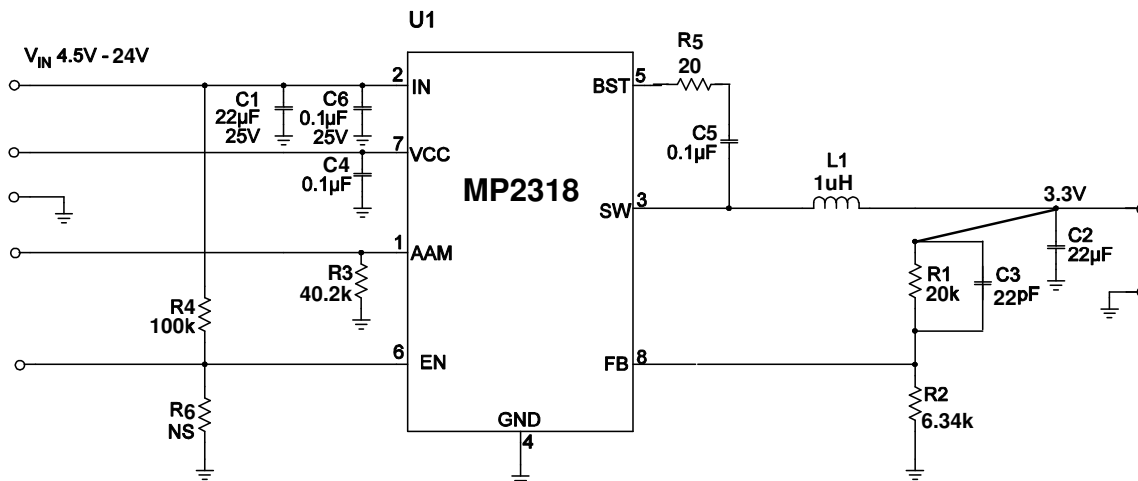 U1
V_IN 4.5V - 24V
2
IN
C1
22µF
25V
C6
0.1µF
25V
7
VCC
C4
0.1µF
1
AAM
R3
40.2k
R4
100k
6
EN
R6
NS
MP2318
GND
4
BST
5
R5
20
C5
0.1µF
SW
3
L1
1uH
3.3V
C2
22µF
R1
20k
C3
22pF
FB
8
R2
6.34k